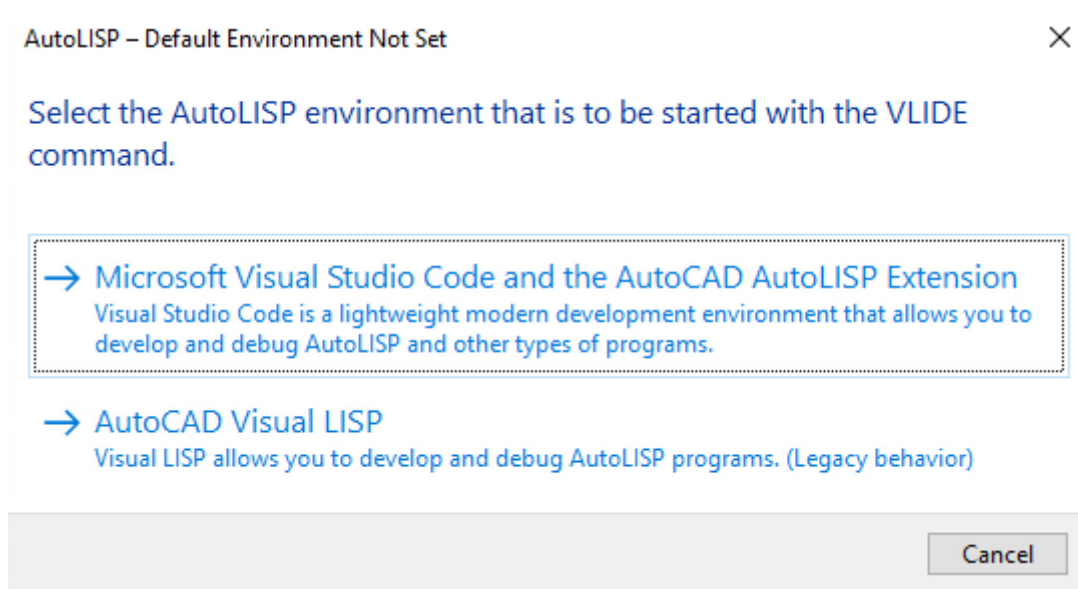 AutoLISP – Default Environment Not Set
Select the AutoLISP environment that is to be started with the VLIDE
command.
Microsoft Visual Studio Code and the AutoCAD AutoLISP Extension
Visual Studio Code is a lightweight modern development environment that allows you to
develop and debug AutoLISP and other types of programs.
AutoCAD Visual LISP
Visual LISP allows you to develop and debug AutoLISP programs. (Legacy behavior)
Cancel